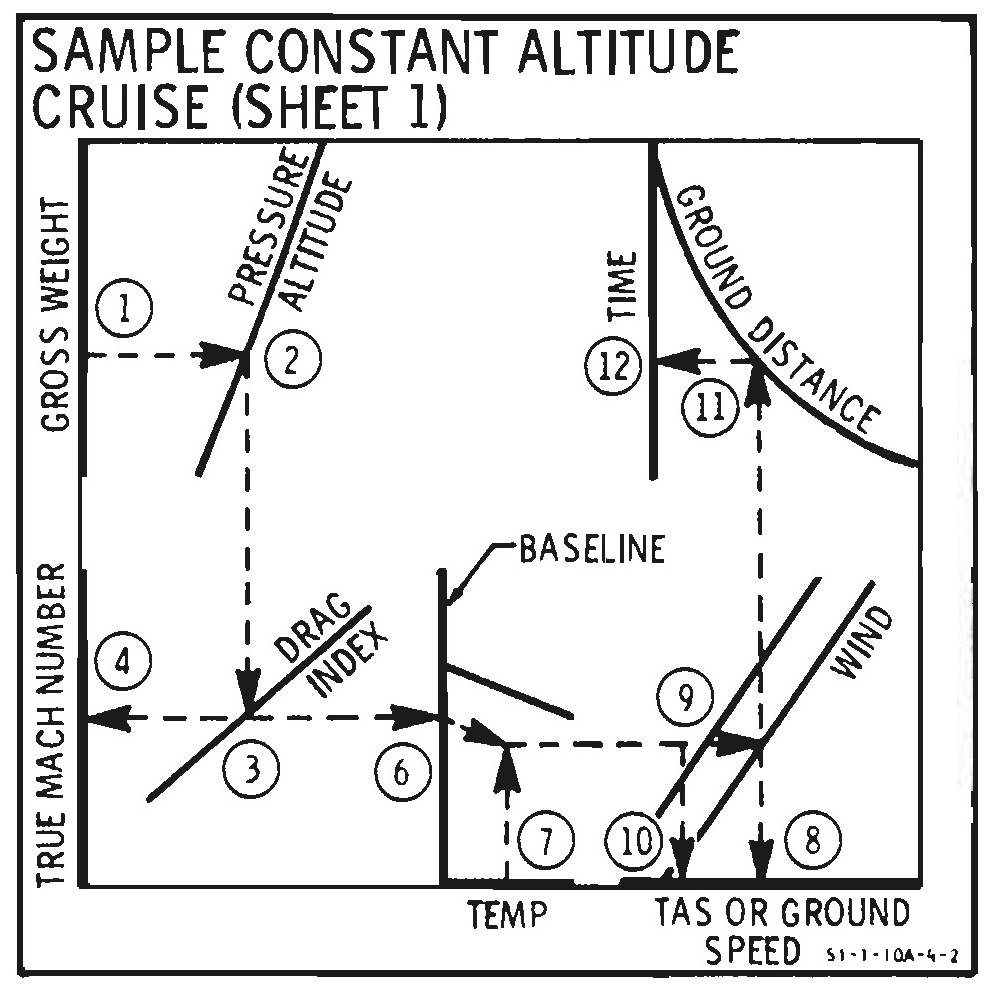 SAMPLE CONSTANT ALTITUDE
CRUISE (SHEET 1)
GROSS WEIGHT
1
PRESSURE
ALTITUDE
2
TIME
12
11
GROUND DISTANCE
TRUE MACH NUMBER
4
DRAG
INDEX
3
BASELINE
6
7
9
10
8
WIND
TEMP
TAS OR GROUND
SPEED
S1-1-10A-4-2